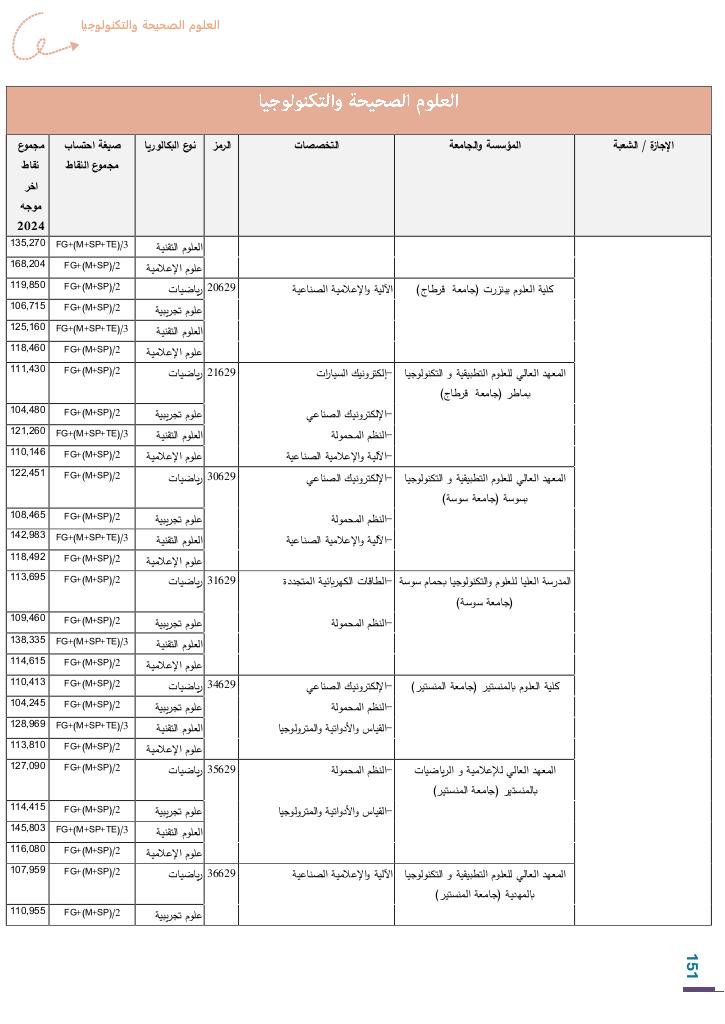 العلوم الصحيحة والتكنولوجيا
العلوم الصحيحة والتكنولوجيا
الإجازة / الشعبة المؤسسة والجامعة التخصصات الرمز نوع البكالوريا صيغة احتساب مجموع النقاط مجموع نقاط اخر موجه 2024
العلوم التقنية FG+(M+SP+TE)/3 135,270
علوم الإعلامية FG+(M+SP)/2 168,204
كلية العلوم ببنزرت (جامعة قرطاج) الآلية والإعلامية الصناعية 20629 رياضيات FG+(M+SP)/2 119,850
علوم تجريبية FG+(M+SP)/2 106,715
العلوم التقنية FG+(M+SP+TE)/3 125,160
علوم الإعلامية FG+(M+SP)/2 118,460
المعهد العالي للعلوم التطبيقية و التكنولوجيا –إلكترونيك السيارات 21629 رياضيات FG+(M+SP)/2 111,430
بماطر (جامعة قرطاج)
–الإلكترونيك الصناعي علوم تجريبية FG+(M+SP)/2 104,480
–النظم المحمولة العلوم التقنية FG+(M+SP+TE)/3 121,260
–الآلية والإعلامية الصناعية علوم الإعلامية FG+(M+SP)/2 110,146
المعهد العالي للعلوم التطبيقية و التكنولوجيا –الإلكترونيك الصناعي 30629 رياضيات FG+(M+SP)/2 122,451
بسوسة (جامعة سوسة)
–النظم المحمولة علوم تجريبية FG+(M+SP)/2 108,465
–الآلية والإعلامية الصناعية العلوم التقنية FG+(M+SP+TE)/3 142,983
علوم الإعلامية FG+(M+SP)/2 118,492
المدرسة العليا للعلوم والتكنولوجيا بحمام سوسة –الطاقات الكهربائية المتجددة 31629 رياضيات FG+(M+SP)/2 113,695
(جامعة سوسة)
–النظم المحمولة علوم تجريبية FG+(M+SP)/2 109,460
العلوم التقنية FG+(M+SP+TE)/3 138,335
علوم الإعلامية FG+(M+SP)/2 114,615
كلية العلوم بالمنستير (جامعة المنستير) –الإلكترونيك الصناعي 34629 رياضيات FG+(M+SP)/2 110,413
–النظم المحمولة علوم تجريبية FG+(M+SP)/2 104,245
–القياس والأدواتية والمترولوجيا العلوم التقنية FG+(M+SP+TE)/3 128,969
علوم الإعلامية FG+(M+SP)/2 113,810
المعهد العالي للإعلامية و الرياضيات –النظم المحمولة 35629 رياضيات FG+(M+SP)/2 127,090
بالمنستير (جامعة المنستير)
–القياس والأدواتية والمترولوجيا علوم تجريبية FG+(M+SP)/2 114,415
العلوم التقنية FG+(M+SP+TE)/3 145,803
علوم الإعلامية FG+(M+SP)/2 116,080
المعهد العالي للعلوم التطبيقية و التكنولوجيا الآلية والإعلامية الصناعية 36629 رياضيات FG+(M+SP)/2 107,959
بالمهدية (جامعة المنستير)
علوم تجريبية FG+(M+SP)/2 110,955
151